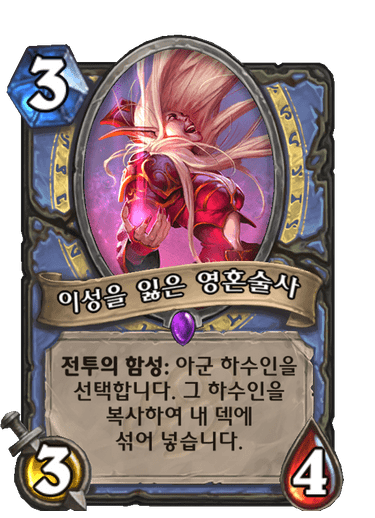 3
이성을 잃은 영혼술사
전투의 함성: 아군 하수인을
선택합니다. 그 하수인을
복사하여 내 덱에
섞어 넣습니다.
3
4